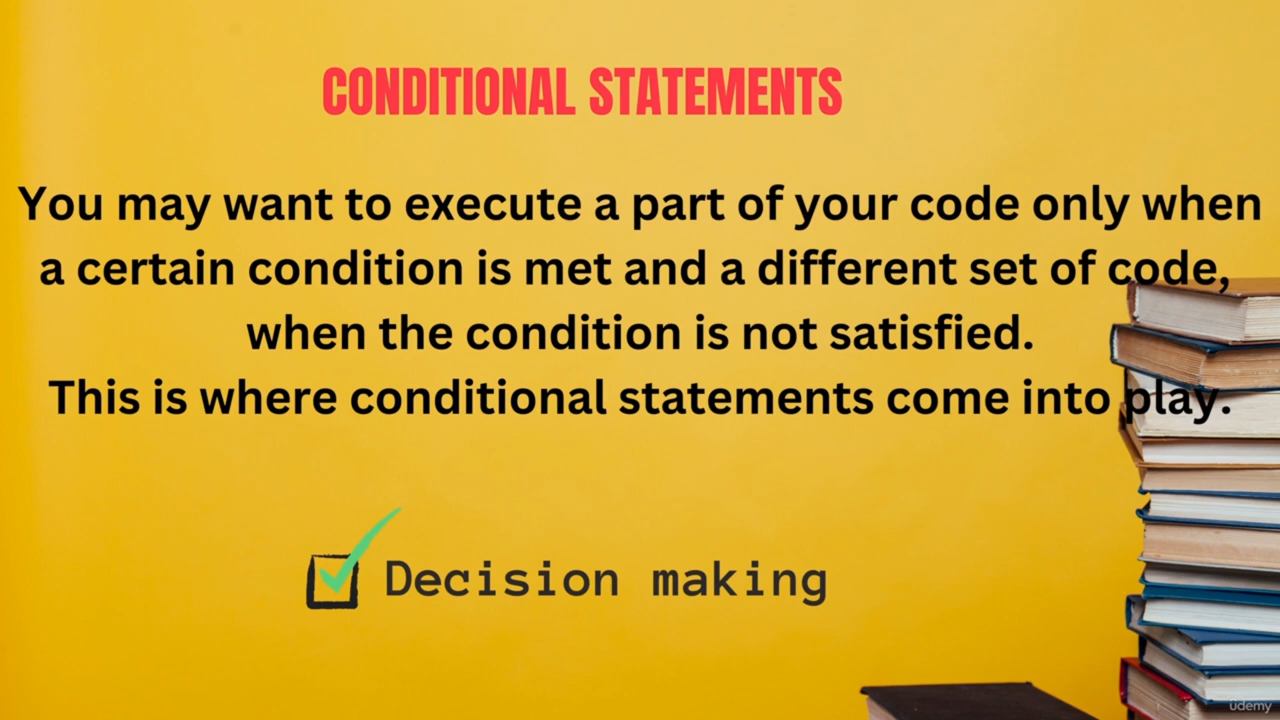 CONDITIONAL STATEMENTS
You may want to execute a part of your code only when
a certain condition is met and a different set of code,
when the condition is not satisfied.
This is where conditional statements come into play.
Decision making
udemy